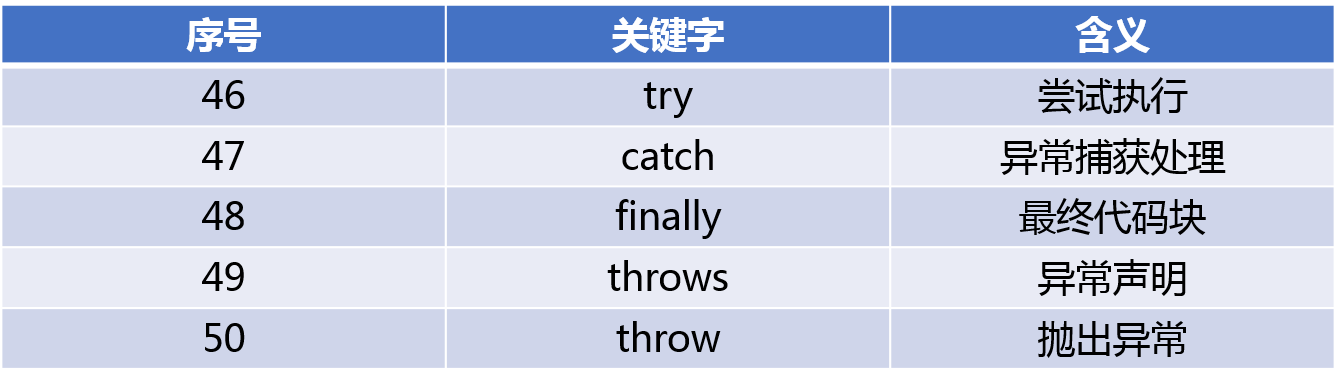 序号 关键字 含义
46 try 尝试执行
47 catch 异常捕获处理
48 finally 最终代码块
49 throws 异常声明
50 throw 抛出异常